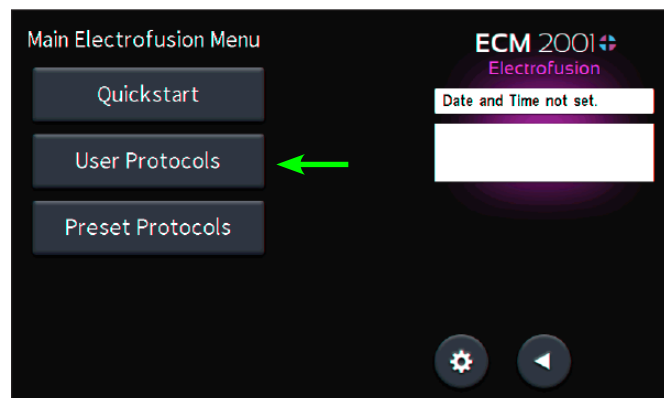 Main Electrofusion Menu
Quickstart
User Protocols
Preset Protocols
ECM 2001+
Electrofusion
Date and Time not set.